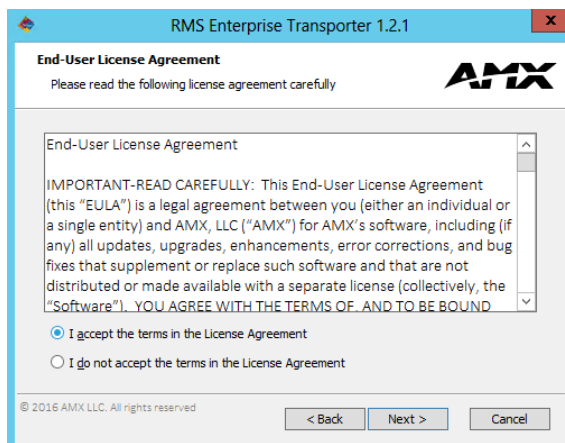 RMS Enterprise Transporter 1.2.1
x
End-User License Agreement
Please read the following license agreement carefully
AMX
End-User License Agreement
IMPORTANT-READ CAREFULLY: This End-User License Agreement
(this “EULA”) is a legal agreement between you (either an individual or
a single entity) and AMX, LLC (“AMX”) for AMX’s software, including (if
any) all updates, upgrades, enhancements, error corrections, and bug
fixes that supplement or replace such software and that are not
distributed or made available with a separate license (collectively, the
“Software”). YOU AGREE WITH THE TERMS OF, AND TO BE BOUND
I accept the terms in the License Agreement
I do not accept the terms in the License Agreement
© 2016 AMX LLC. All rights reserved
< Back Next > Cancel